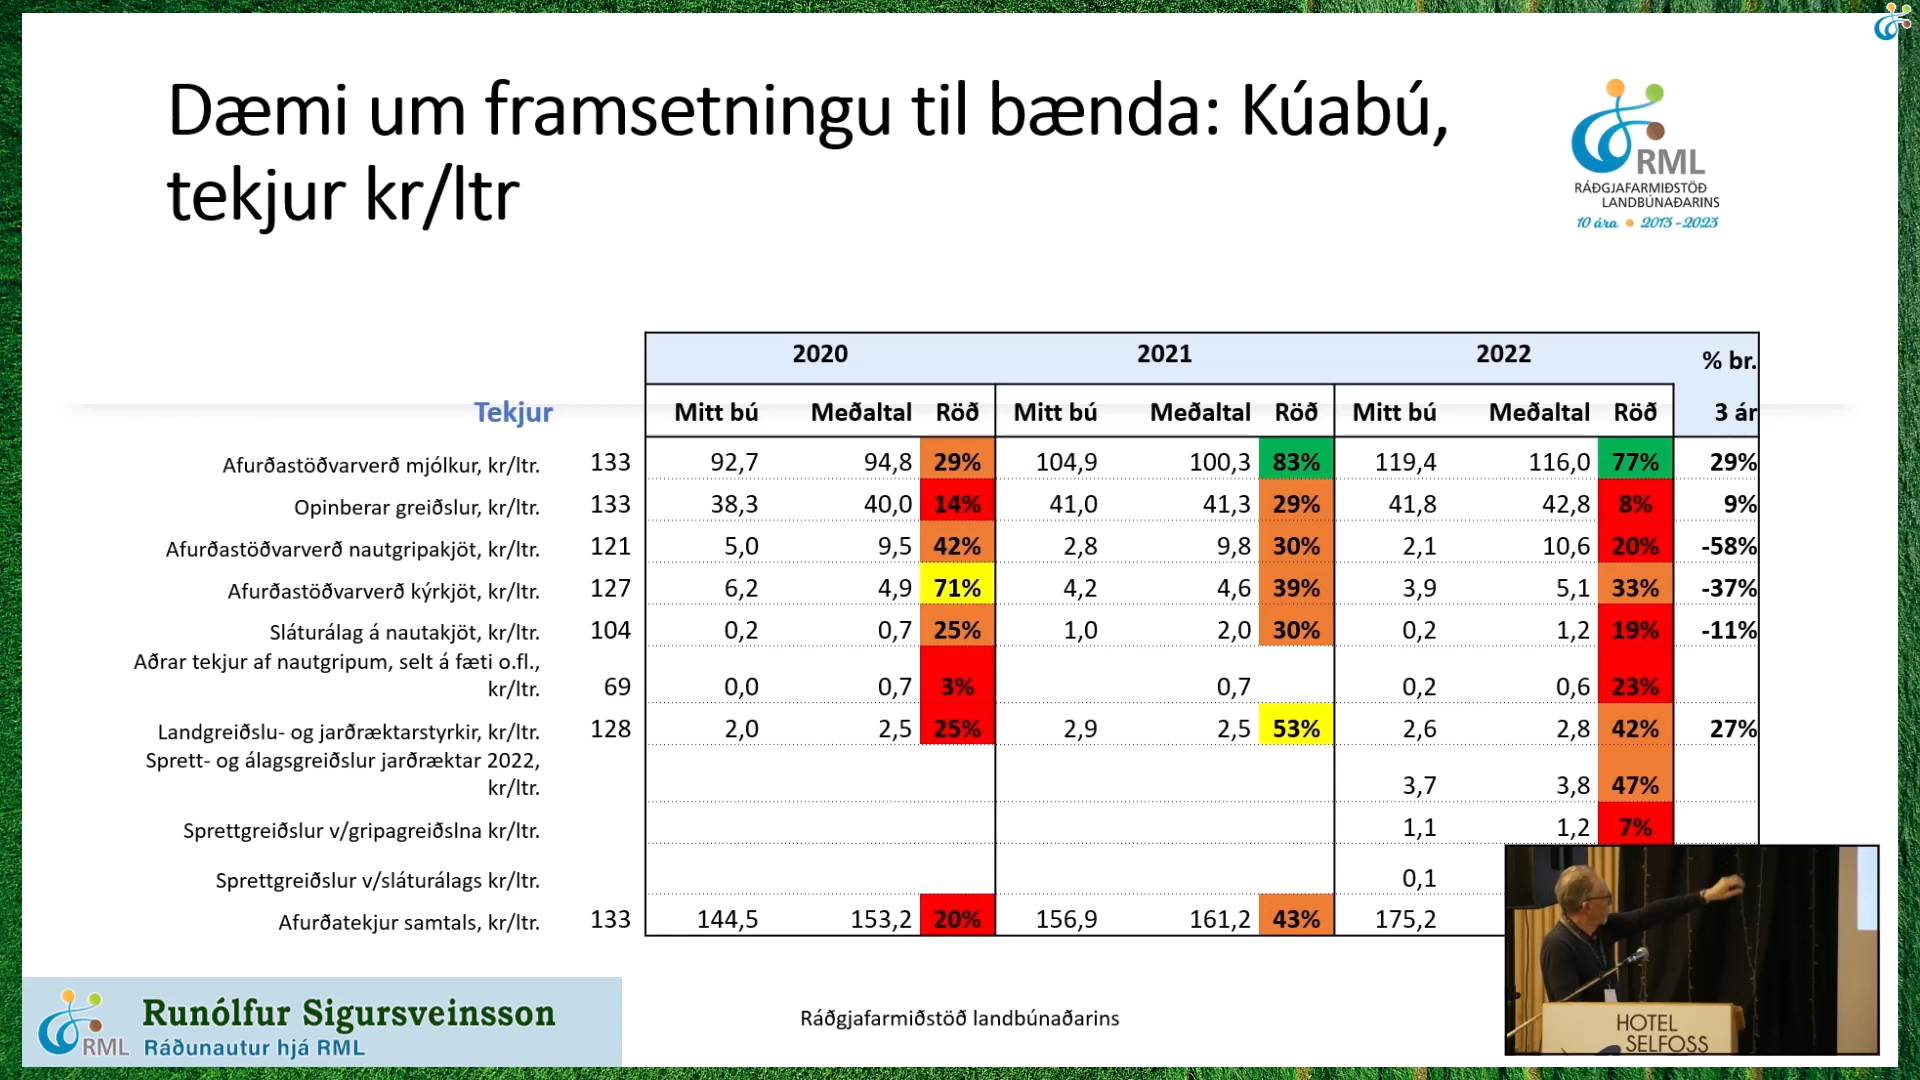 Dæmi um framsetningu til bænda: Kúabú,
tekjur kr/ltr
RML
RÁÐGJAFARMIÐSTÖÐ
LANDBÚNAÐARINS
10 ára • 2013-2023
2020 2021 2022 % br.
Tekjur Mitt bú Meðaltal Röð Mitt bú Meðaltal Röð Mitt bú Meðaltal Röð 3 ár
Afurðastöðvarverð mjólkur, kr/ltr. 133 92,7 94,8 29% 104,9 100,3 83% 119,4 116,0 77% 29%
Opinberar greiðslur, kr/ltr. 133 38,3 40,0 14% 41,0 41,3 29% 41,8 42,8 8% 9%
Afurðastöðvarverð nautgripakjöt, kr/ltr. 121 5,0 9,5 42% 2,8 9,8 30% 2,1 10,6 20% -58%
Afurðastöðvarverð kýrkjöt, kr/ltr. 127 6,2 4,9 71% 4,2 4,6 39% 3,9 5,1 33% -37%
Sláturálag á nautakjöt, kr/ltr. 104 0,2 0,7 25% 1,0 2,0 30% 0,2 1,2 19% -11%
Aðrar tekjur af nautgripum, selt á fæti o.fl.,
kr/ltr. 69 0,0 0,7 3% 0,7 0,2 0,6 23%
Landgreiðslu- og jarðræktarstyrkir, kr/ltr. 128 2,0 2,5 25% 2,9 2,5 53% 2,6 2,8 42% 27%
Sprett- og álagsgreiðslur jarðræktar 2022,
kr/ltr. 3,7 3,8 47%
Sprettgreiðslur v/gripagreiðslna kr/ltr. 1,1 1,2 7%
Sprettgreiðslur v/sláturálags kr/ltr. 0,1
Afurðatekjur samtals, kr/ltr. 133 144,5 153,2 20% 156,9 161,2 43% 175,2
Ráðgjafarmiðstöð landbúnaðarins
RML
Runólfur Sigursveinsson
Ráðunautur hjá RML
HOTEL
SELFOSS